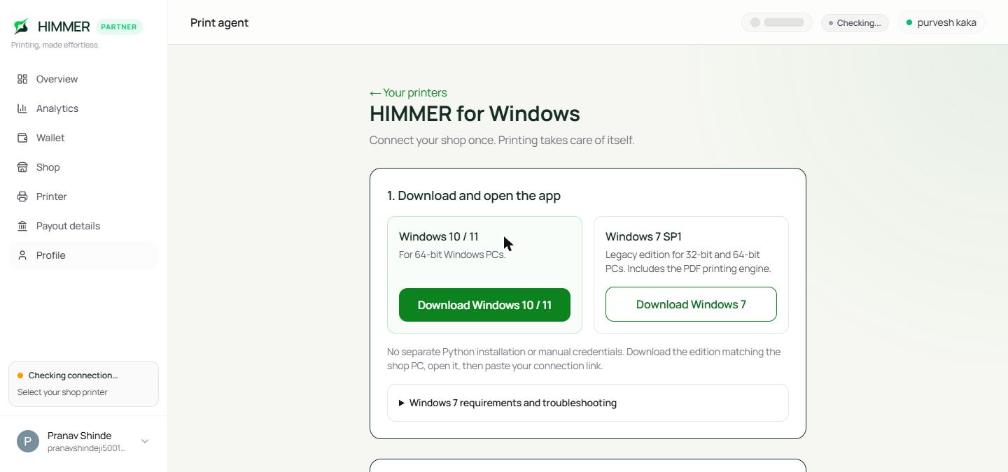 HIMMER PARTNER
Printing, made effortless.
Overview
Analytics
Wallet
Shop
Printer
Payout details
Profile
Checking connection...
Select your shop printer
P
Pranav Shinde
pranavshindeji5001...
Print agent
Checking...
purvesh kaka
← Your printers
HIMMER for Windows
Connect your shop once. Printing takes care of itself.
1. Download and open the app
Windows 10 / 11
For 64-bit Windows PCs.
Download Windows 10 / 11
Windows 7 SP1
Legacy edition for 32-bit and 64-bit
PCs. Includes the PDF printing engine.
Download Windows 7
No separate Python installation or manual credentials. Download the edition matching the
shop PC, open it, then paste your connection link.
Windows 7 requirements and troubleshooting